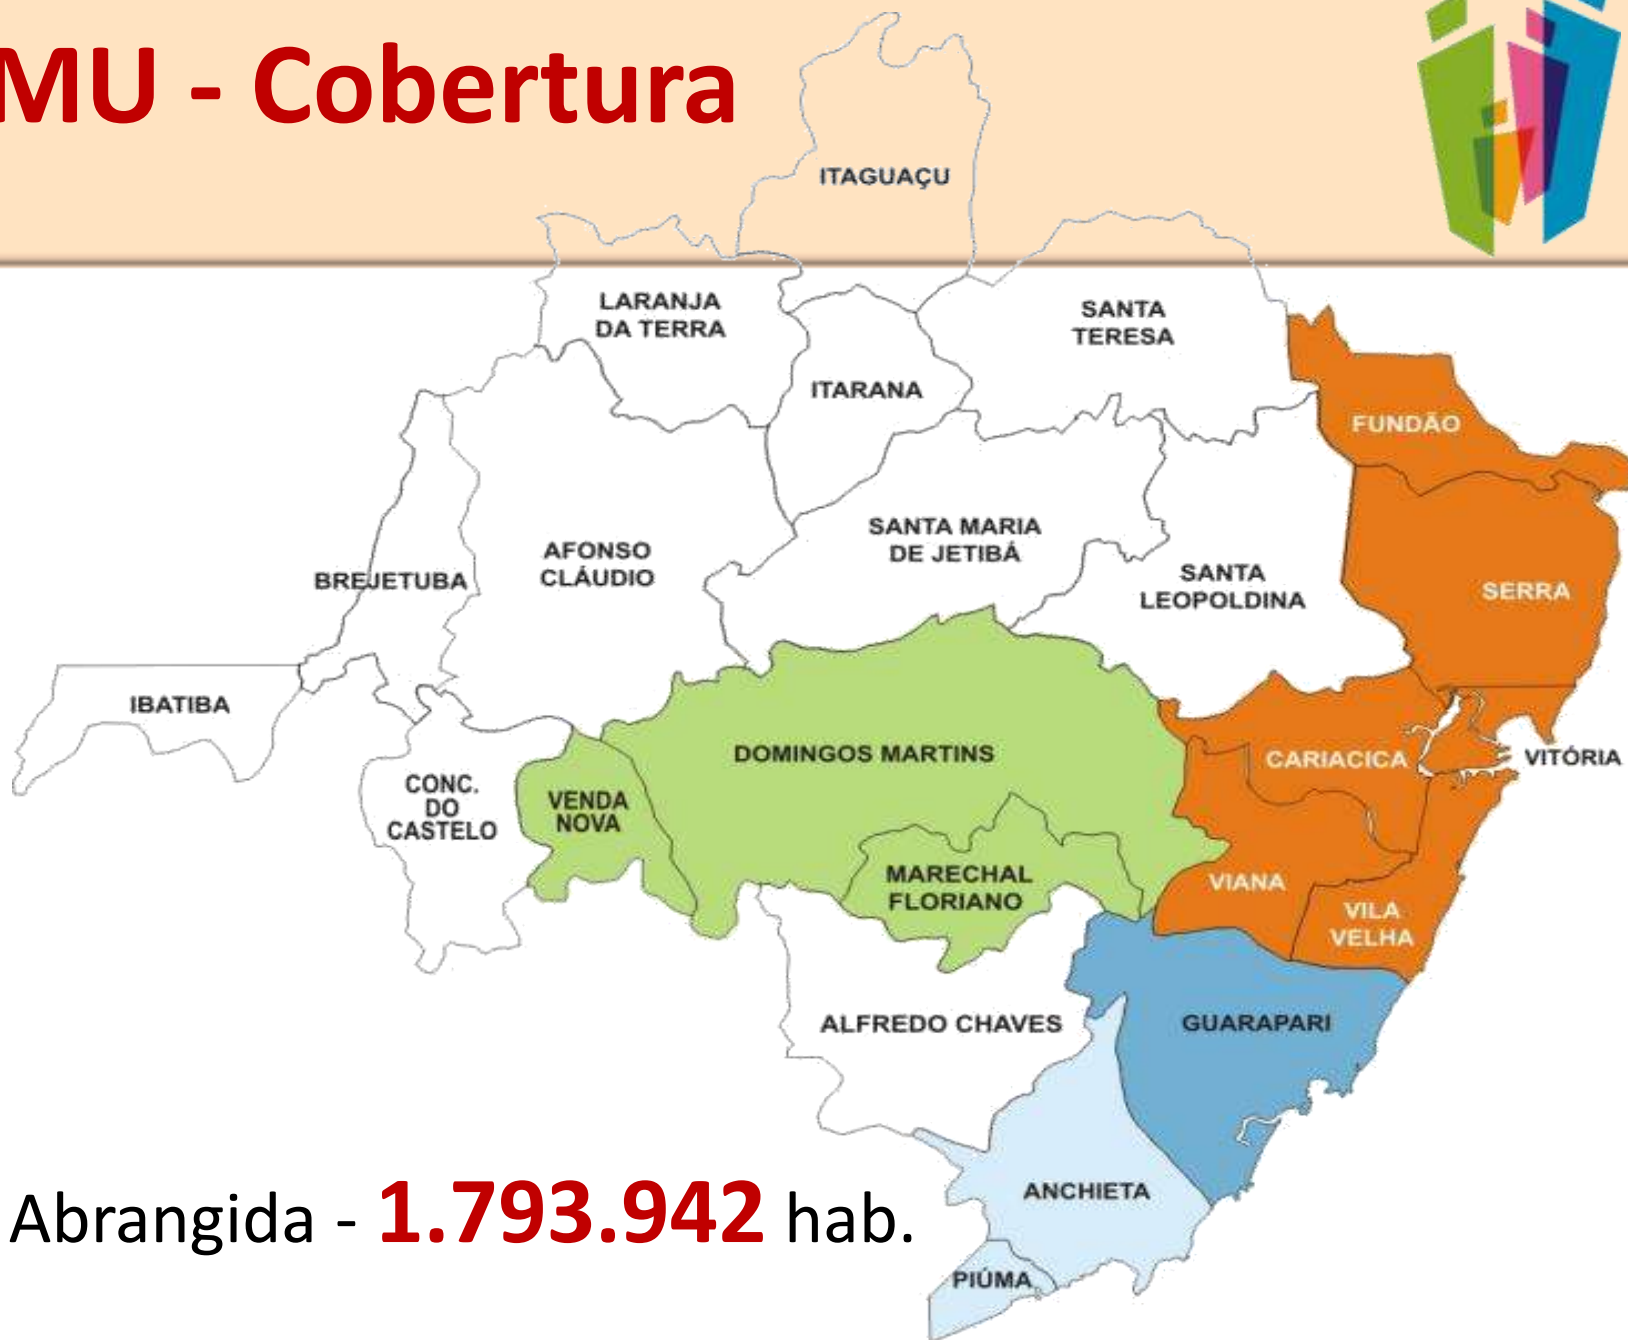 MU - Cobertura
ITAGUAÇU
LARANJA
DA TERRA
SANTA
TERESA
ITARANA
FUNDÃO
SANTA MARIA
DE JETIBÁ
AFONSO
CLÁUDIO
BREJETUBA
SANTA
LEOPOLDINA
SERRA
IBATIBA
DOMINGOS MARTINS
CARIACICA
VITÓRIA
CONC.
DO
CASTELO
VENDA
NOVA
MARECHAL
FLORIANO
VIANA
VILA
VELHA
ALFREDO CHAVES
GUARAPARI
ANCHIETA
Abrangida - 1.793.942 hab.
PIÚMA